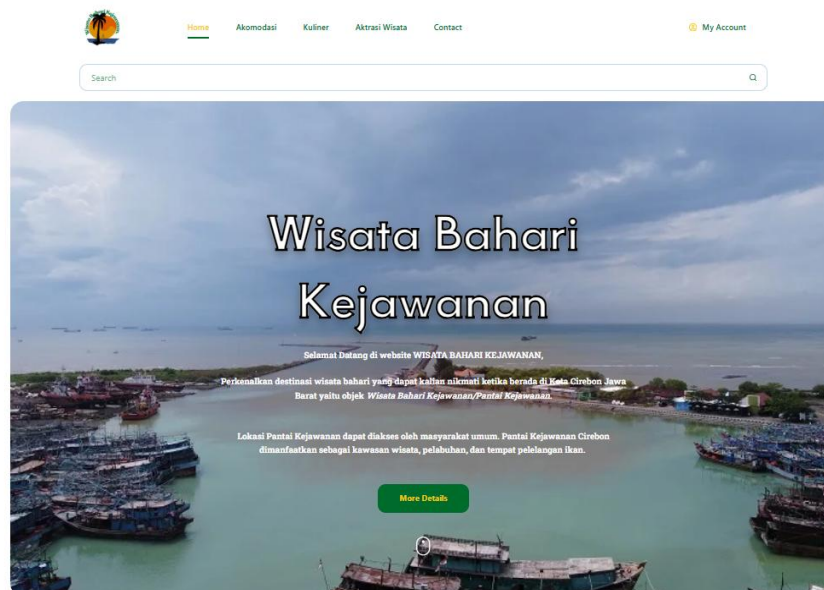 Home
Akomodasi
Kuliner
Aktrasi Wisata
Contact
My Account
Search
Wisata Bahari
Kejawanan
Selamat Datang di website WISATA BAHARI KEJAWANAN,
Perkenalkan destinasi wisata bahari yang dapat kalian nikmati ketika berada di Kota Cirebon Jawa
Barat yaitu objek Wisata Bahari Kejawanan/Pantai Kejawanan.
Lokasi Pantai Kejawanan dapat diakses oleh masyarakat umum. Pantai Kejawanan Cirebon
dimanfaatkan sebagai kawasan wisata, pelabuhan, dan tempat pelelangan ikan.
More Details